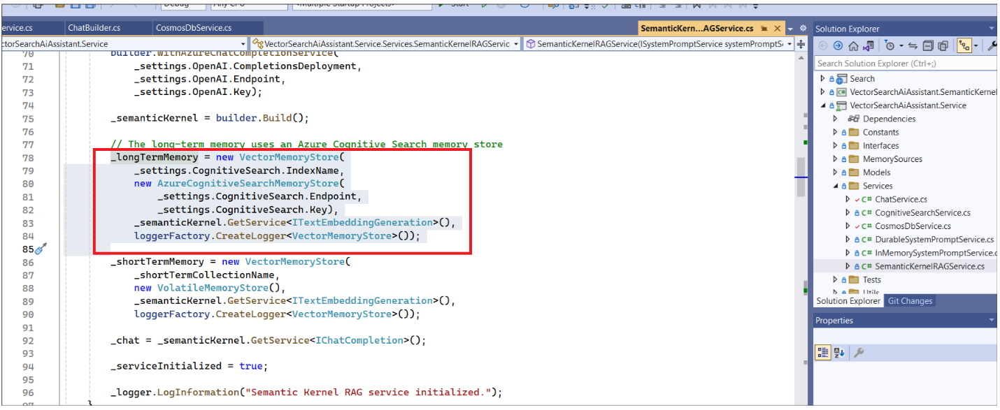 Debug
Any CPU
<Multiple Startup Projects>
Start
ervice.cs
ChatBuilder.cs
CosmosDbService.cs
SemanticKern...AGService.cs
ctorSearchAiAssistant.Service
VectorSearchAiAssistant.Service.Services.SemanticKernelRAGServic
SemanticKernelRAGService(ISystemPromptService systemPromptS
70 builder.WithAzureChatCompletionService(
71 _settings.OpenAI.CompletionsDeployment,
72 _settings.OpenAI.Endpoint,
73 _settings.OpenAI.Key);
74
75 _semanticKernel = builder.Build();
76
77 // The long-term memory uses an Azure Cognitive Search memory store
78 _longTermMemory = new VectorMemoryStore(
79 _settings.CognitiveSearch.IndexName,
80 new AzureCognitiveSearchMemoryStore(
81 _settings.CognitiveSearch.Endpoint,
82 _settings.CognitiveSearch.Key),
83 _semanticKernel.GetService<ITextEmbeddingGeneration>(),
84 loggerFactory.CreateLogger<VectorMemoryStore>());
85
86 _shortTermMemory = new VectorMemoryStore(
87 _shortTermCollectionName,
88 new VolatileMemoryStore(),
89 _semanticKernel.GetService<ITextEmbeddingGeneration>(),
90 loggerFactory.CreateLogger<VectorMemoryStore>());
91
92 _chat = _semanticKernel.GetService<IChatCompletion>();
93
94 _serviceInitialized = true;
95
96 _logger.LogInformation("Semantic Kernel RAG service initialized.");
97 }
Solution Explorer
Search Solution Explorer (Ctrl+;)
Search
C# VectorSearchAiAssistant.SemanticKernel
VectorSearchAiAssistant.Service
Dependencies
Constants
Interfaces
MemorySources
Models
Services
C# ChatService.cs
C# CognitiveSearchService.cs
C# CosmosDbService.cs
C# DurableSystemPromptService.cs
C# InMemorySystemPromptService.c
C# SemanticKernelRAGService.cs
Tests
Utils
Solution Explorer
Git Changes
Properties